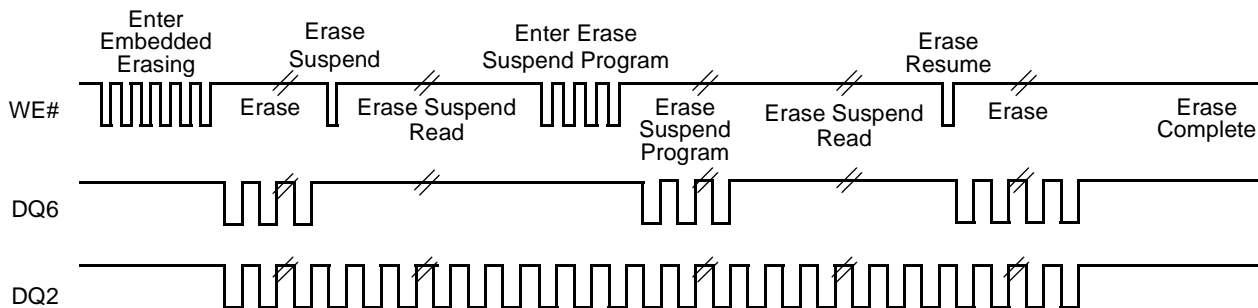 Enter
Embedded
Erasing
Erase
Suspend
Enter Erase
Suspend Program
Erase
Resume
WE#
Erase
Erase Suspend
Read
Erase
Suspend
Program
Erase Suspend
Read
Erase
Erase
Complete
DQ6
DQ2